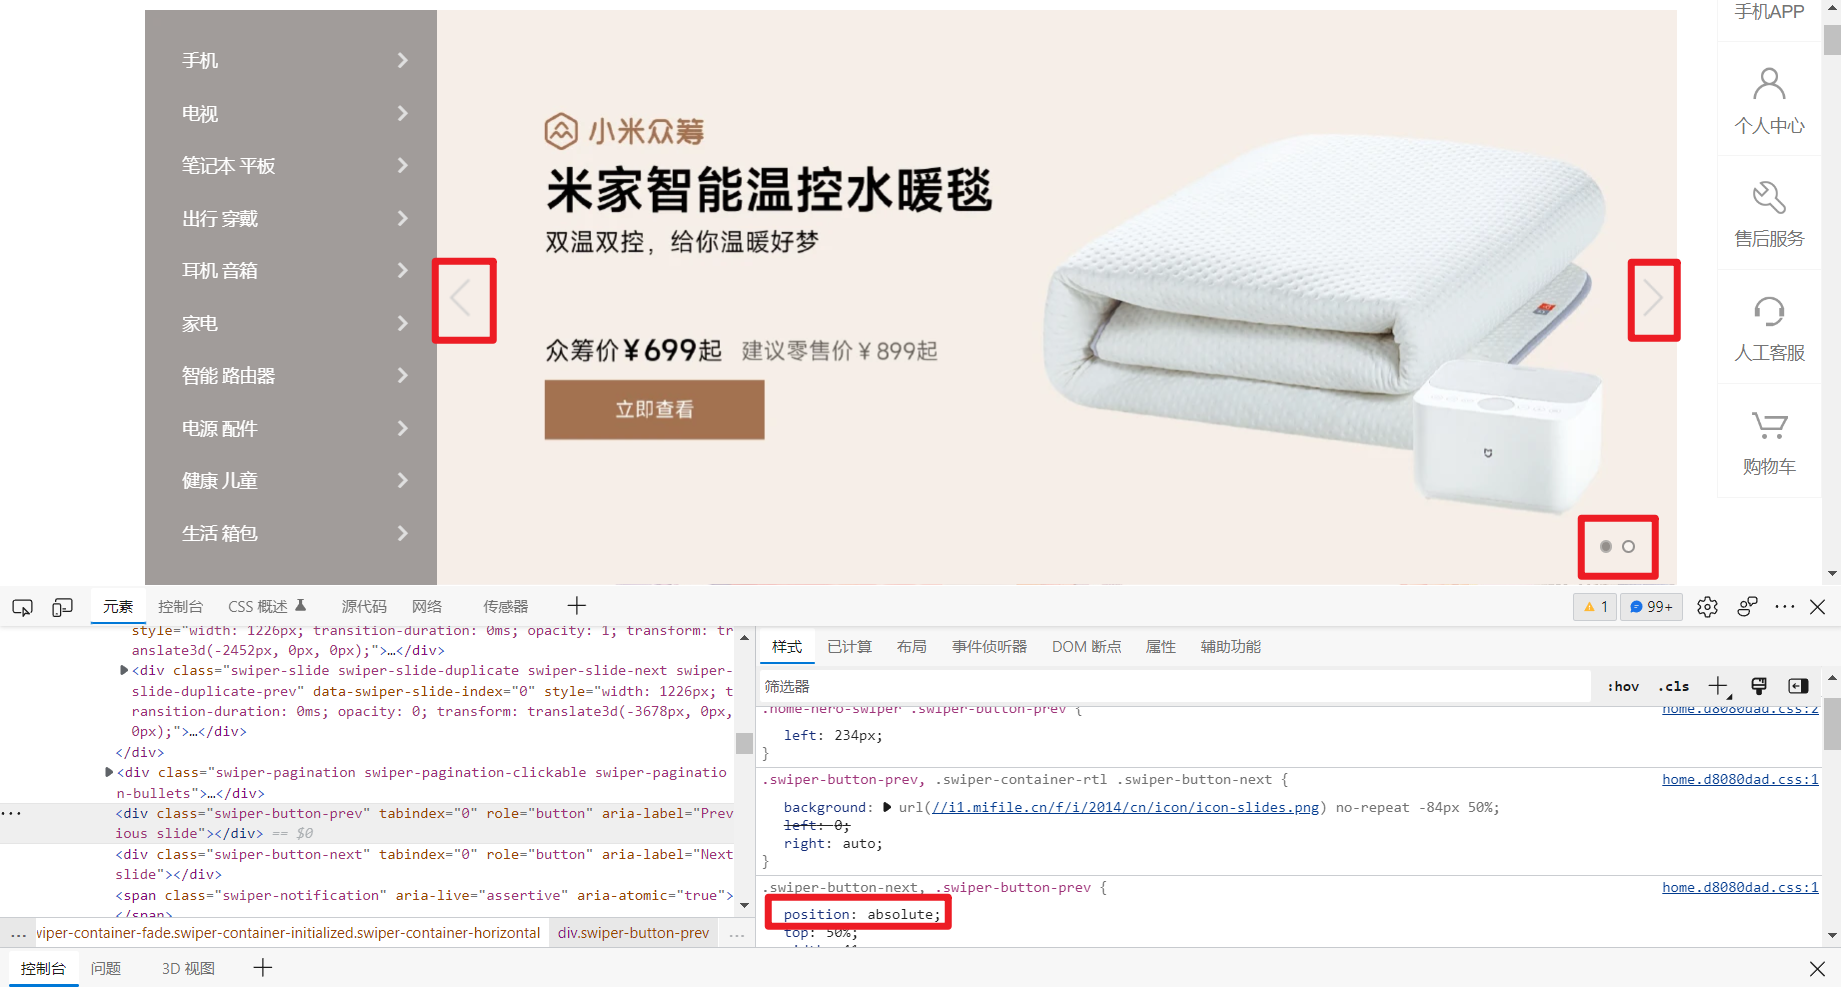 手机
电视
笔记本 平板
出行 穿戴
耳机 音箱
家电
智能 路由器
电源 配件
健康 儿童
生活 箱包
小米众筹
米家智能温控水暖毯
双温双控，给你温暖好梦
众筹价¥699起 建议零售价¥899起
立即查看
手机APP
个人中心
售后服务
人工客服
购物车
元素 控制台 CSS 概述 源代码 网络 传感器 1 99+
style="width: 1226px; transition-duration: 0ms; opacity: 1; transform: tr
anslate3d(-2452px, 0px, 0px);">…</div>
<div class="swiper-slide swiper-slide-duplicate swiper-slide-next swiper-
slide-duplicate-prev" data-swiper-slide-index="0" style="width: 1226px; t
ransition-duration: 0ms; opacity: 0; transform: translate3d(-3678px, 0px,
0px);">…</div>
</div>
<div class="swiper-pagination swiper-pagination-clickable swiper-paginatio
n-bullets">…</div>
<div class="swiper-button-prev" tabindex="0" role="button" aria-label="Prev
ious slide"></div> == $0
<div class="swiper-button-next" tabindex="0" role="button" aria-label="Next
slide"></div>
<span class="swiper-notification" aria-live="assertive" aria-atomic="true">
</span>
... wiper-container-fade.swiper-container-initialized.swiper-container-horizontal div.swiper-button-prev ...
样式 已计算 布局 事件侦听器 DOM 断点 属性 辅助功能
筛选器 :hov .cls
.home-hero-swiper .swiper-button-prev { home.d8080dad.css:2
left: 234px;
}
.swiper-button-prev, .swiper-container-rtl .swiper-button-next { home.d8080dad.css:1
background: url(//i1.mifile.cn/f/i/2014/cn/icon/icon-slides.png) no-repeat -84px 50%;
left: 0;
right: auto;
}
.swiper-button-next, .swiper-button-prev { home.d8080dad.css:1
position: absolute;
top: 50%;
控制台 问题 3D 视图